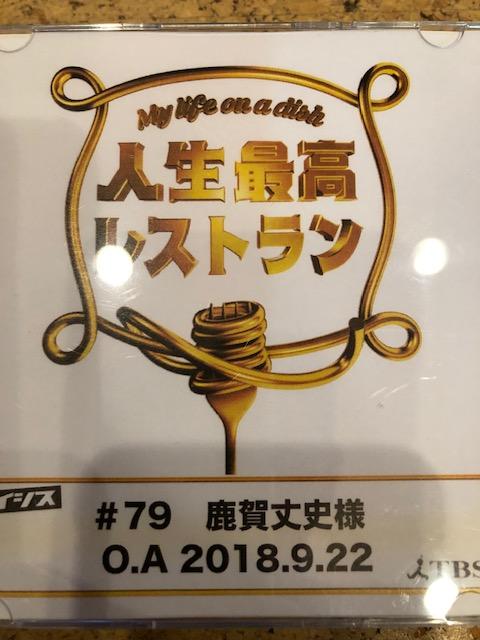 My life on a dish
人生最高
レストラン
イシス
#79 鹿賀丈史様
O.A 2018.9.22
TBS